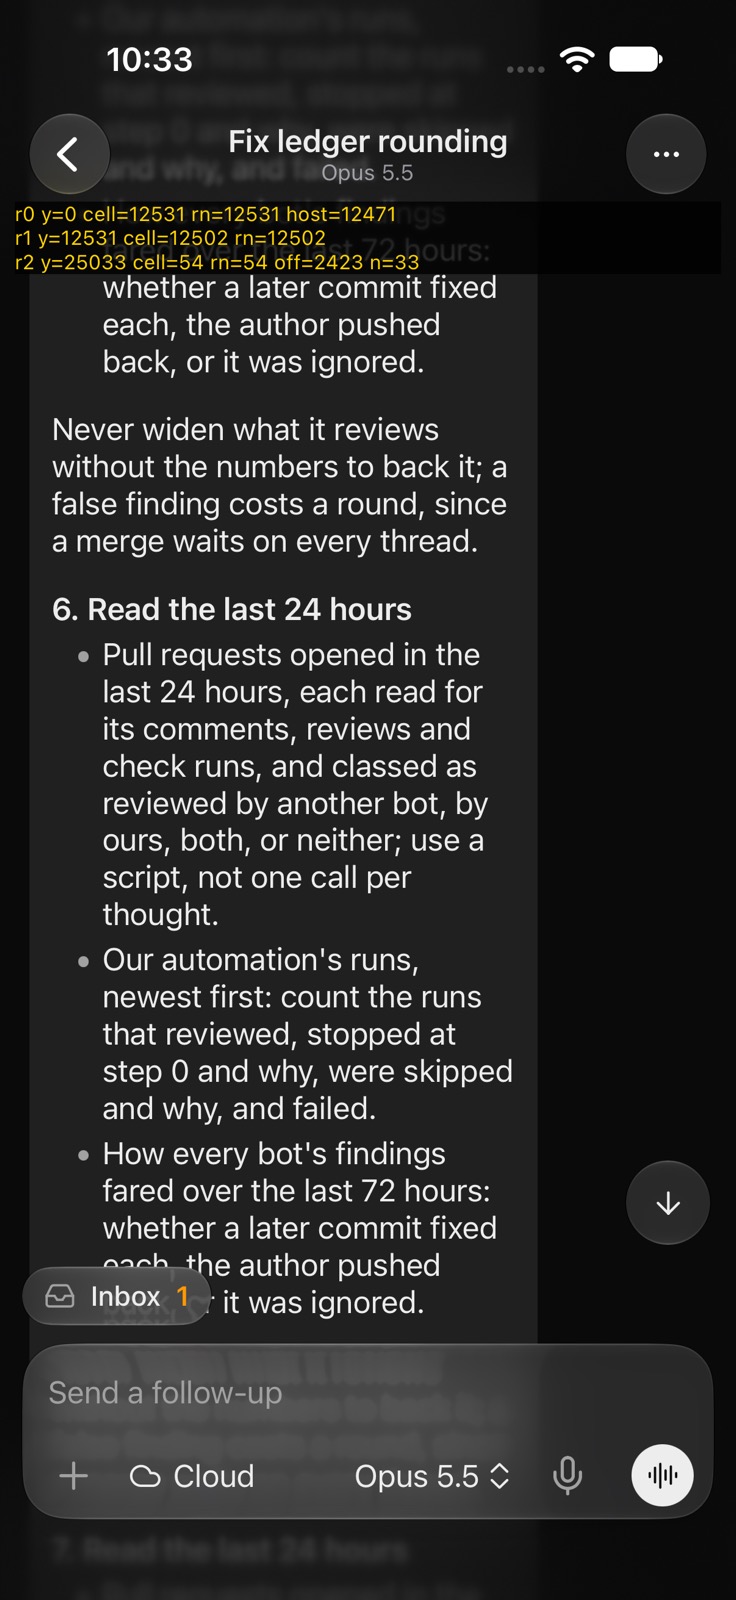 10:33
Fix ledger rounding
Opus 5.5
r0 y=0 cell=12531 rn=12531 host=12471
r1 y=12531 cell=12502 rn=12502
r2 y=25033 cell=54 rn=54 off=2423 n=33
whether a later commit fixed
each, the author pushed
back, or it was ignored.
Never widen what it reviews
without the numbers to back it; a
false finding costs a round, since
a merge waits on every thread.
6. Read the last 24 hours
Pull requests opened in the
last 24 hours, each read for
its comments, reviews and
check runs, and classed as
reviewed by another bot, by
ours, both, or neither; use a
script, not one call per
thought.
Our automation's runs,
newest first: count the runs
that reviewed, stopped at
step 0 and why, were skipped
and why, and failed.
How every bot's findings
fared over the last 72 hours:
whether a later commit fixed
each, the author pushed
it was ignored.
Inbox 1
Send a follow-up
Cloud
Opus 5.5
7. Read the last 24 hours